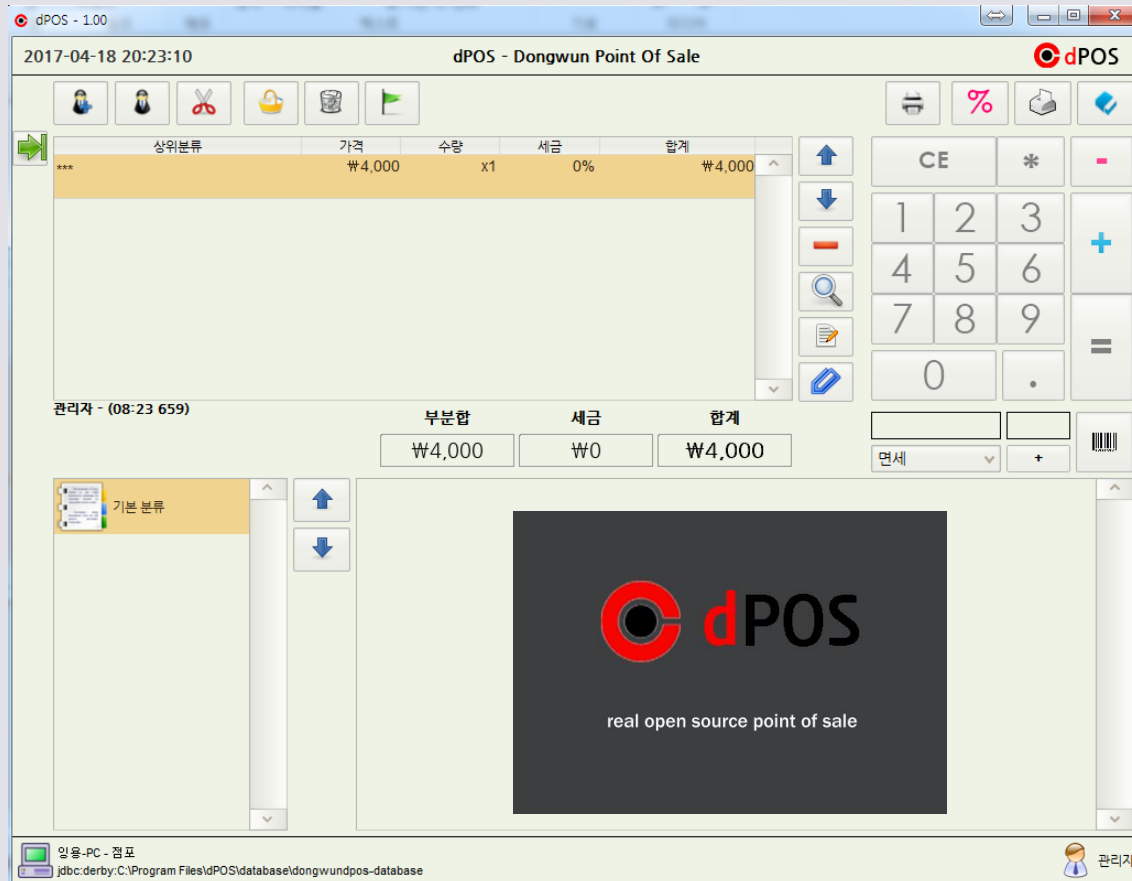 dPOS - 1.00
2017-04-18 20:23:10
dPOS - Dongwun Point Of Sale
dPOS
%
상위분류 가격 수량 세금 합계
*** ₩4,000 x1 0% ₩4,000
CE * -
1 2 3 +
4 5 6
7 8 9 =
0 .
관리자 - (08:23 659)
부분합 세금 합계
₩4,000 ₩0 ₩4,000
면세 +
기본 분류
dPOS
real open source point of sale
잉용-PC - 점포
jdbc:derby:C:\Program Files\dPOS\database\dongwundpos-database
관리자